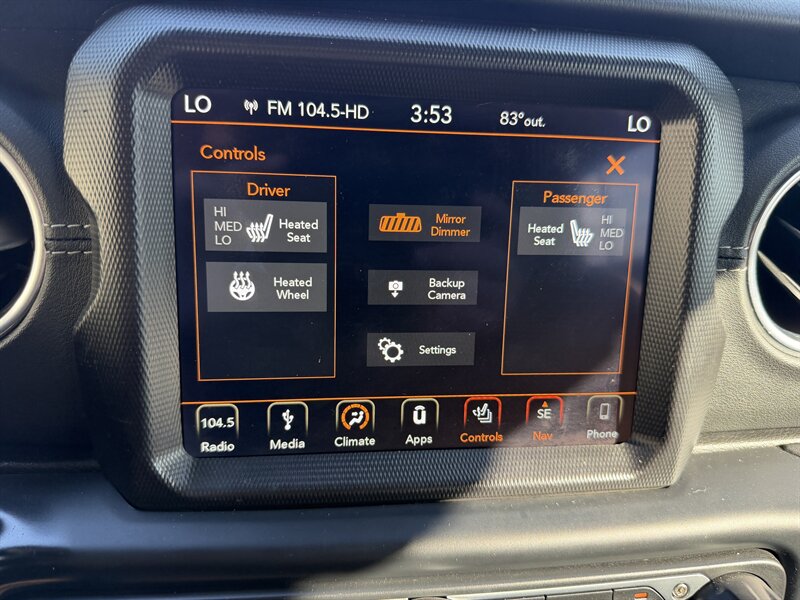 LO FM 104.5-HD 3:53 83°out. LO
Controls
Driver
HI
MED
LO
Heated
Seat
Heated
Wheel
Mirror
Dimmer
Backup
Camera
Settings
Passenger
Heated
Seat
HI
MED
LO
104.5
Radio
Media
Climate
Apps
Controls
SE
Nav
Phone